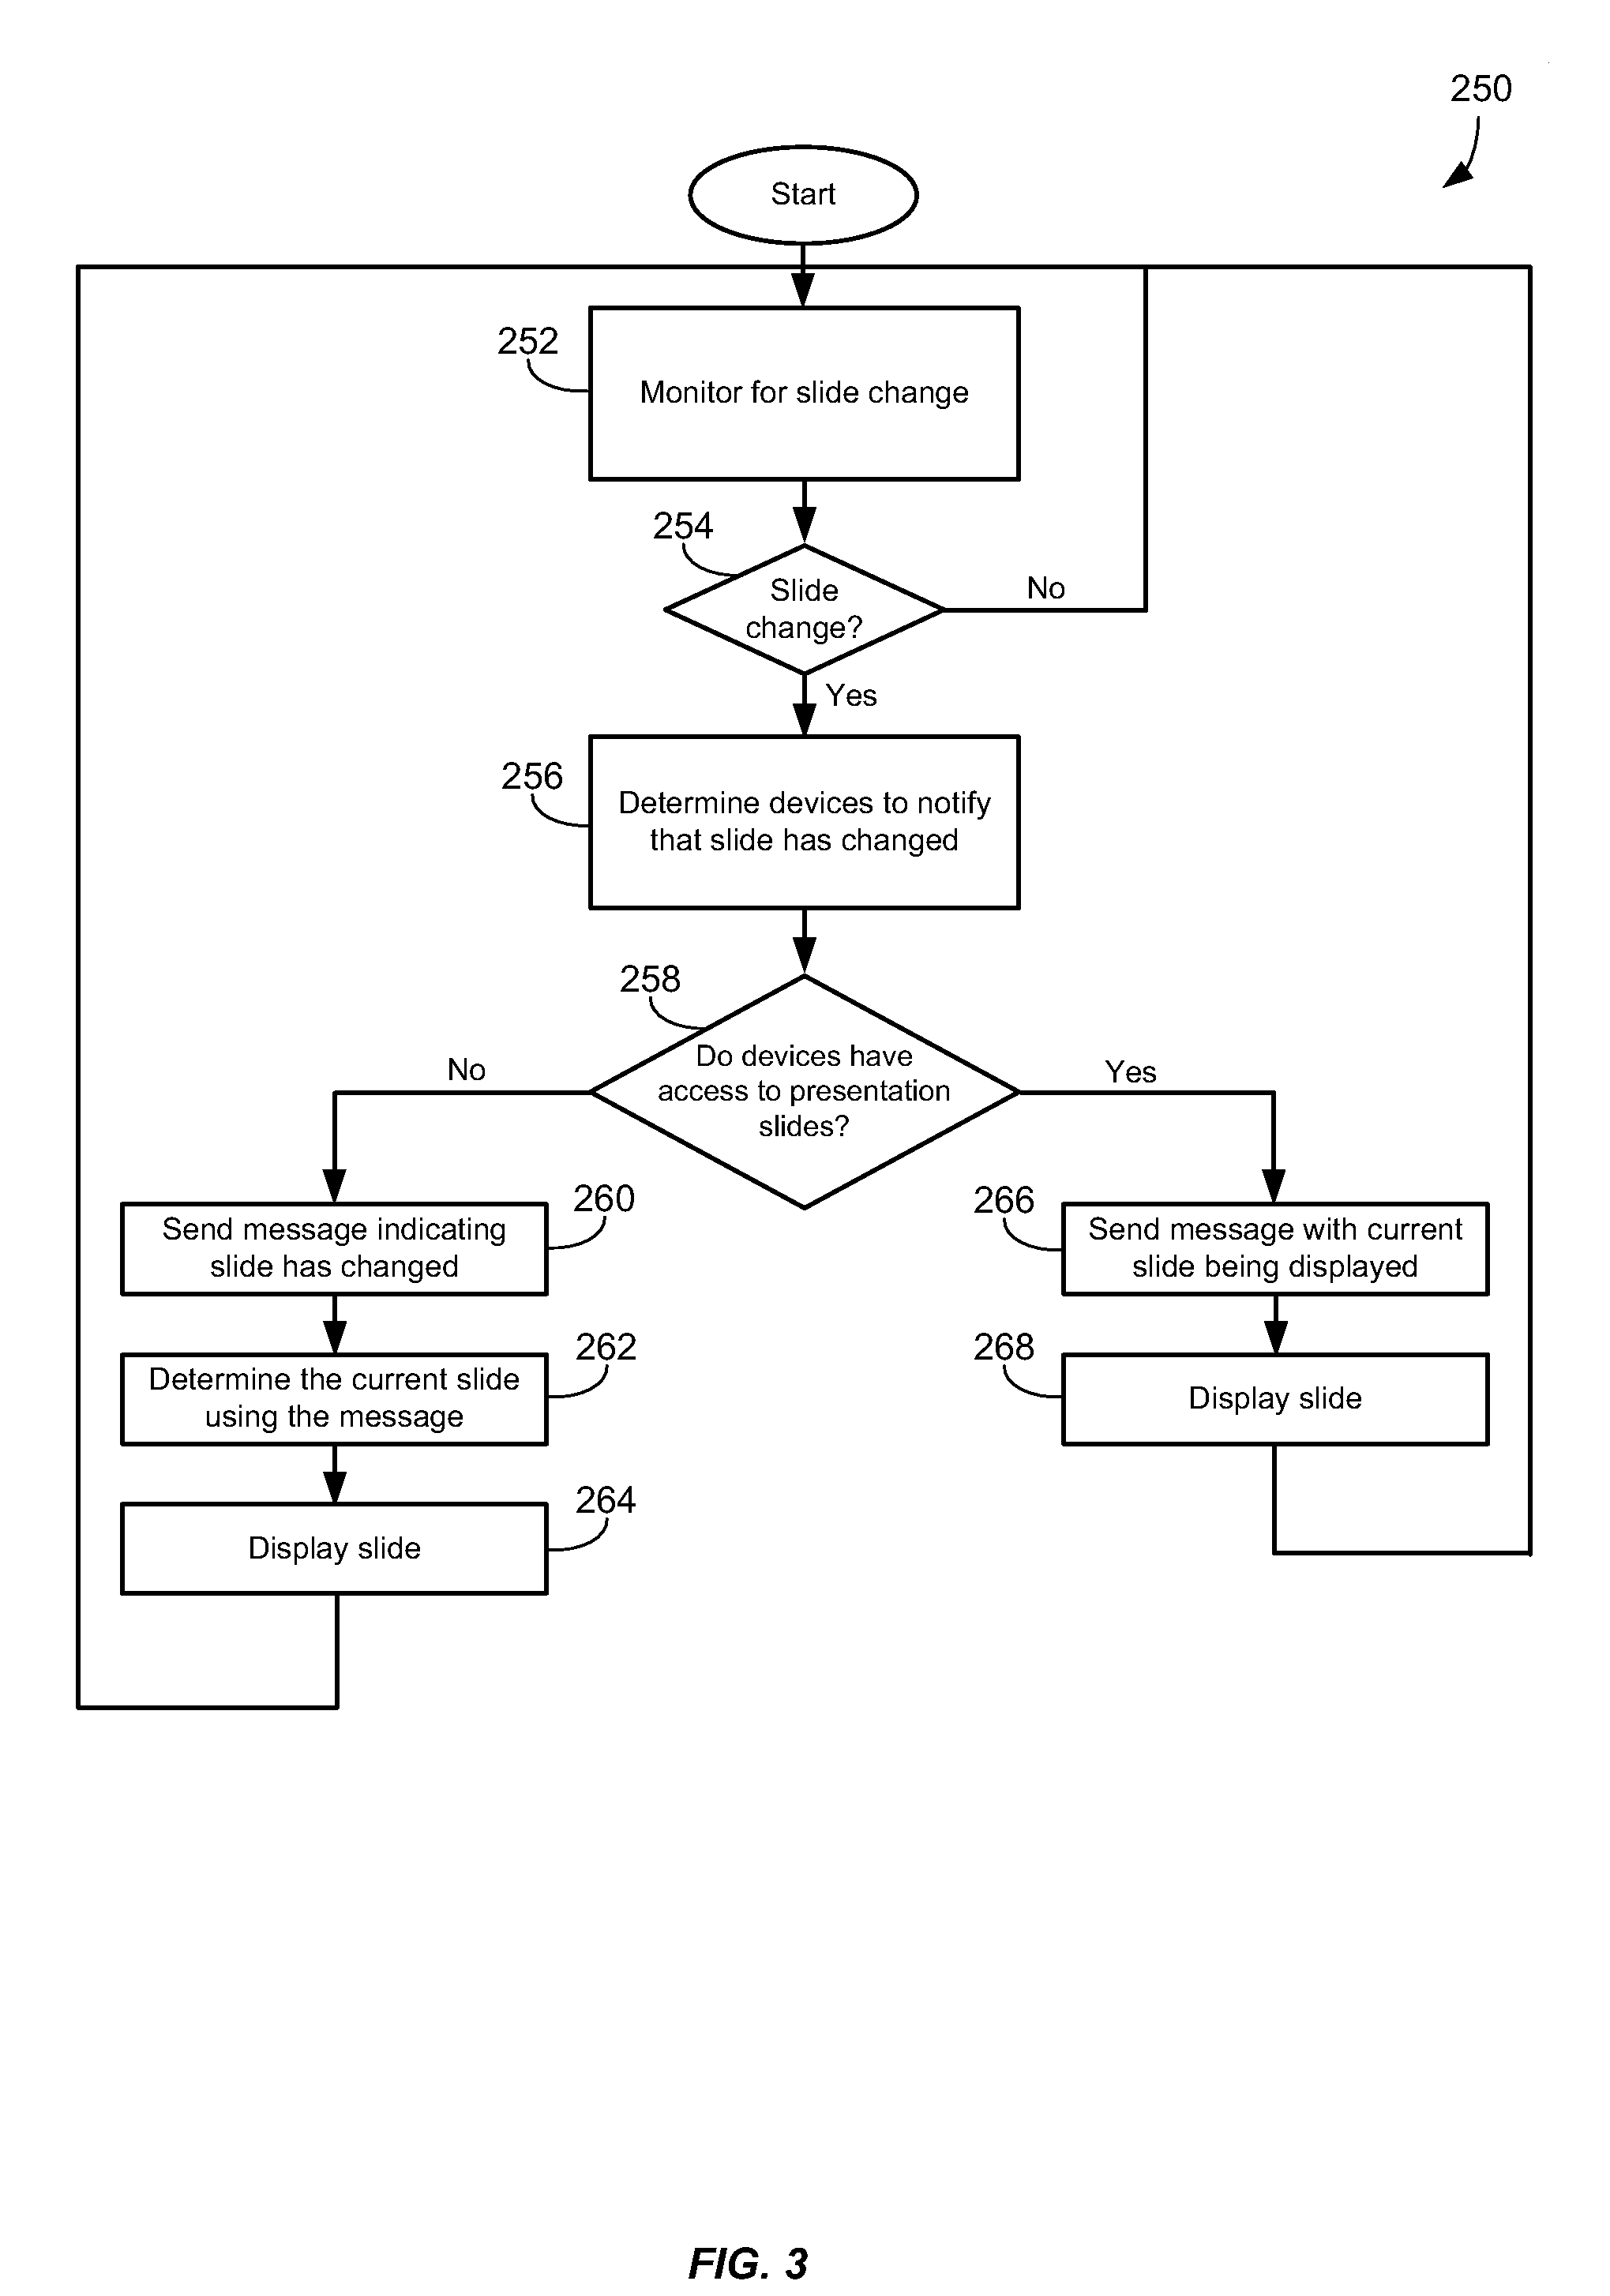 250
Start
252
Monitor for slide change
254
Slide
change?
No
Yes
256
Determine devices to notify
that slide has changed
258
Do devices have
access to presentation
slides?
No
Yes
260
Send message indicating
slide has changed
266
Send message with current
slide being displayed
262
Determine the current slide
using the message
268
Display slide
264
Display slide
FIG. 3